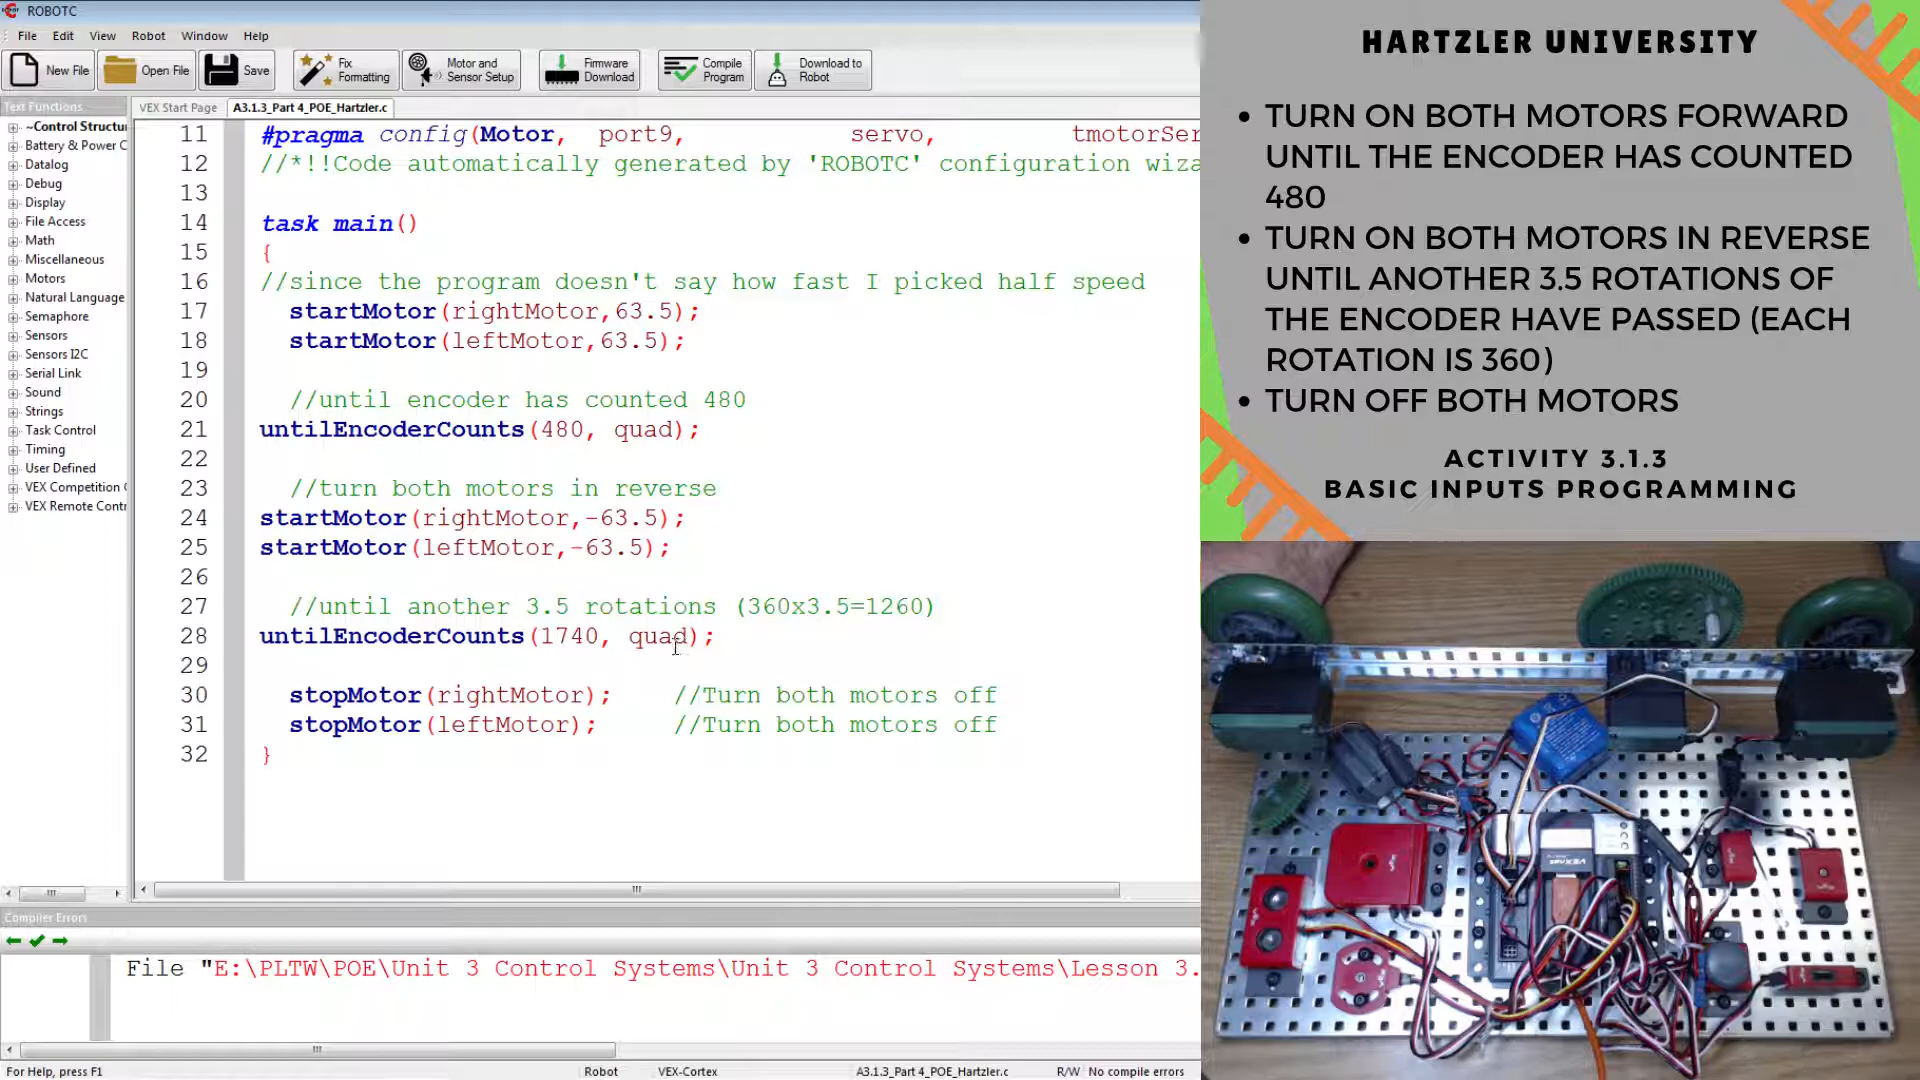 ROBOTC
File Edit View Robot Window Help
New File Open File Save Fix Formatting Motor and Sensor Setup Firmware Download Compile Program Download to Robot
Text Functions
VEX Start Page A3.1.3_Part 4_POE_Hartzler.c
~Control Structu
Battery & Power C
Datalog
Debug
Display
File Access
Math
Miscellaneous
Motors
Natural Language
Semaphore
Sensors
Sensors I2C
Serial Link
Sound
Strings
Task Control
Timing
User Defined
VEX Competition
VEX Remote Contr
11 #pragma config(Motor, port9, servo, tmotorSer
12 //*!!Code automatically generated by 'ROBOTC' configuration wiza
13
14 task main()
15 {
16 //since the program doesn't say how fast I picked half speed
17 startMotor(rightMotor,63.5);
18 startMotor(leftMotor,63.5);
19
20 //until encoder has counted 480
21 untilEncoderCounts(480, quad);
22
23 //turn both motors in reverse
24 startMotor(rightMotor,-63.5);
25 startMotor(leftMotor,-63.5);
26
27 //until another 3.5 rotations (360x3.5=1260)
28 untilEncoderCounts(1740, quad);
29
30 stopMotor(rightMotor); //Turn both motors off
31 stopMotor(leftMotor); //Turn both motors off
32 }
Compiler Errors
File "E:\PLTW\POE\Unit 3 Control Systems\Unit 3 Control Systems\Lesson 3.
For Help, press F1 Robot VEX-Cortex A3.1.3_Part 4_POE_Hartzler.c R/W No compile errors
HARTZLER UNIVERSITY
• TURN ON BOTH MOTORS FORWARD
UNTIL THE ENCODER HAS COUNTED
480
• TURN ON BOTH MOTORS IN REVERSE
UNTIL ANOTHER 3.5 ROTATIONS OF
THE ENCODER HAVE PASSED (EACH
ROTATION IS 360)
• TURN OFF BOTH MOTORS
ACTIVITY 3.1.3
BASIC INPUTS PROGRAMMING